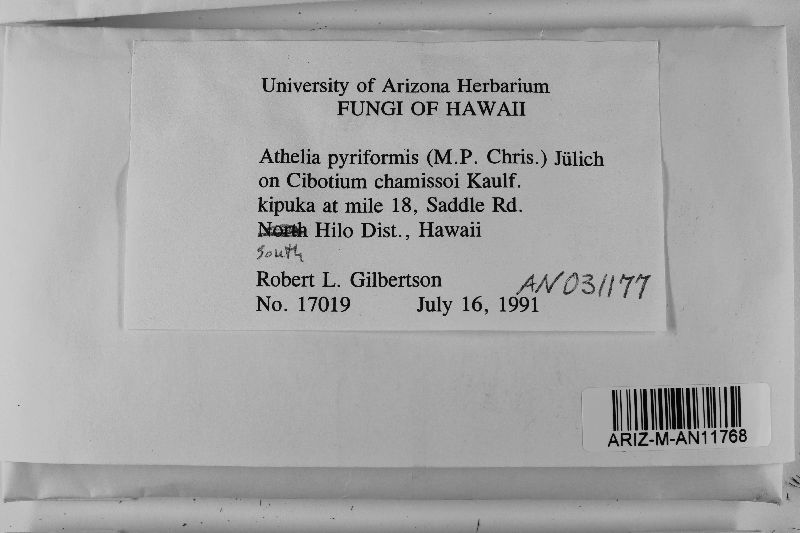 University of Arizona Herbarium
FUNGI OF HAWAII
Athelia pyriformis (M.P. Chris.) Jülich
on Cibotium chamissoi Kaulf.
kipuka at mile 18, Saddle Rd.
North Hilo Dist., Hawaii
South
Robert L. Gilbertson
AN031177
No. 17019 July 16, 1991
ARIZ-M-AN11768